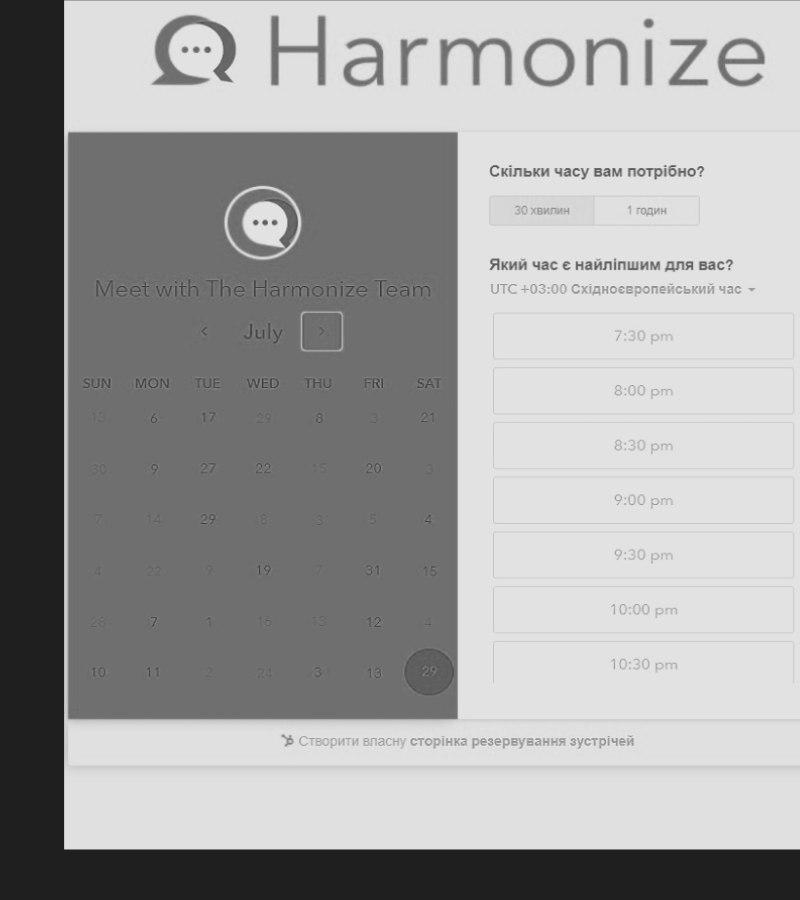 Harmonize
Meet with The Harmonize Team
July
SUN MON TUE WED THU FRI SAT
15 6 17 29 8 3 21
30 9 27 22 15 20 3
7 14 29 8 3 5 4
4 22 9 19 7 31 15
28 7 1 16 13 12 4
10 11 2 24 3 13 29
Скільки часу вам потрібно?
30 хвилин 1 годин
Який час є найліпшим для вас?
UTC +03:00 Східноєвропейський час
7:30 pm
8:00 pm
8:30 pm
9:00 pm
9:30 pm
10:00 pm
10:30 pm
Створити власну сторінка резервування зустрічей